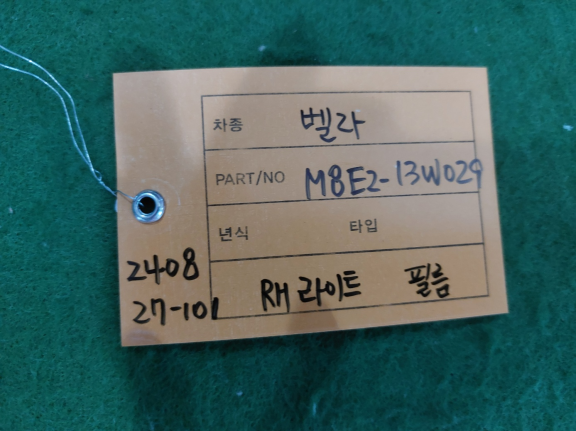 차종 벨라
PART/NO M8E2-13W029
년식 타입
RH 라이트 필름
2408
27-101